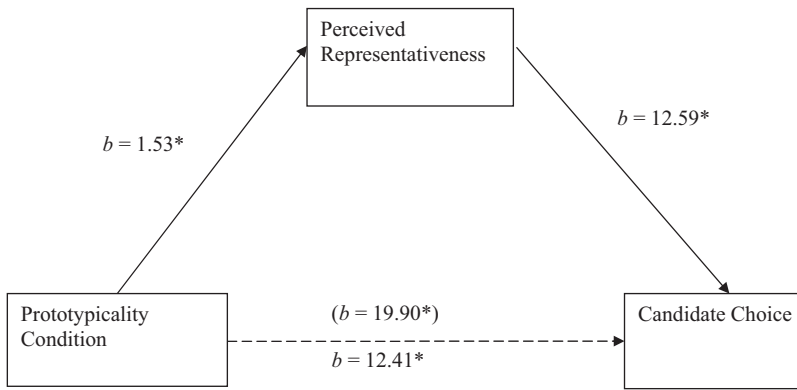 Perceived
Representativeness
b = 1.53*
b = 12.59*
Prototypicality
Condition
(b = 19.90*)
b = 12.41*
Candidate Choice